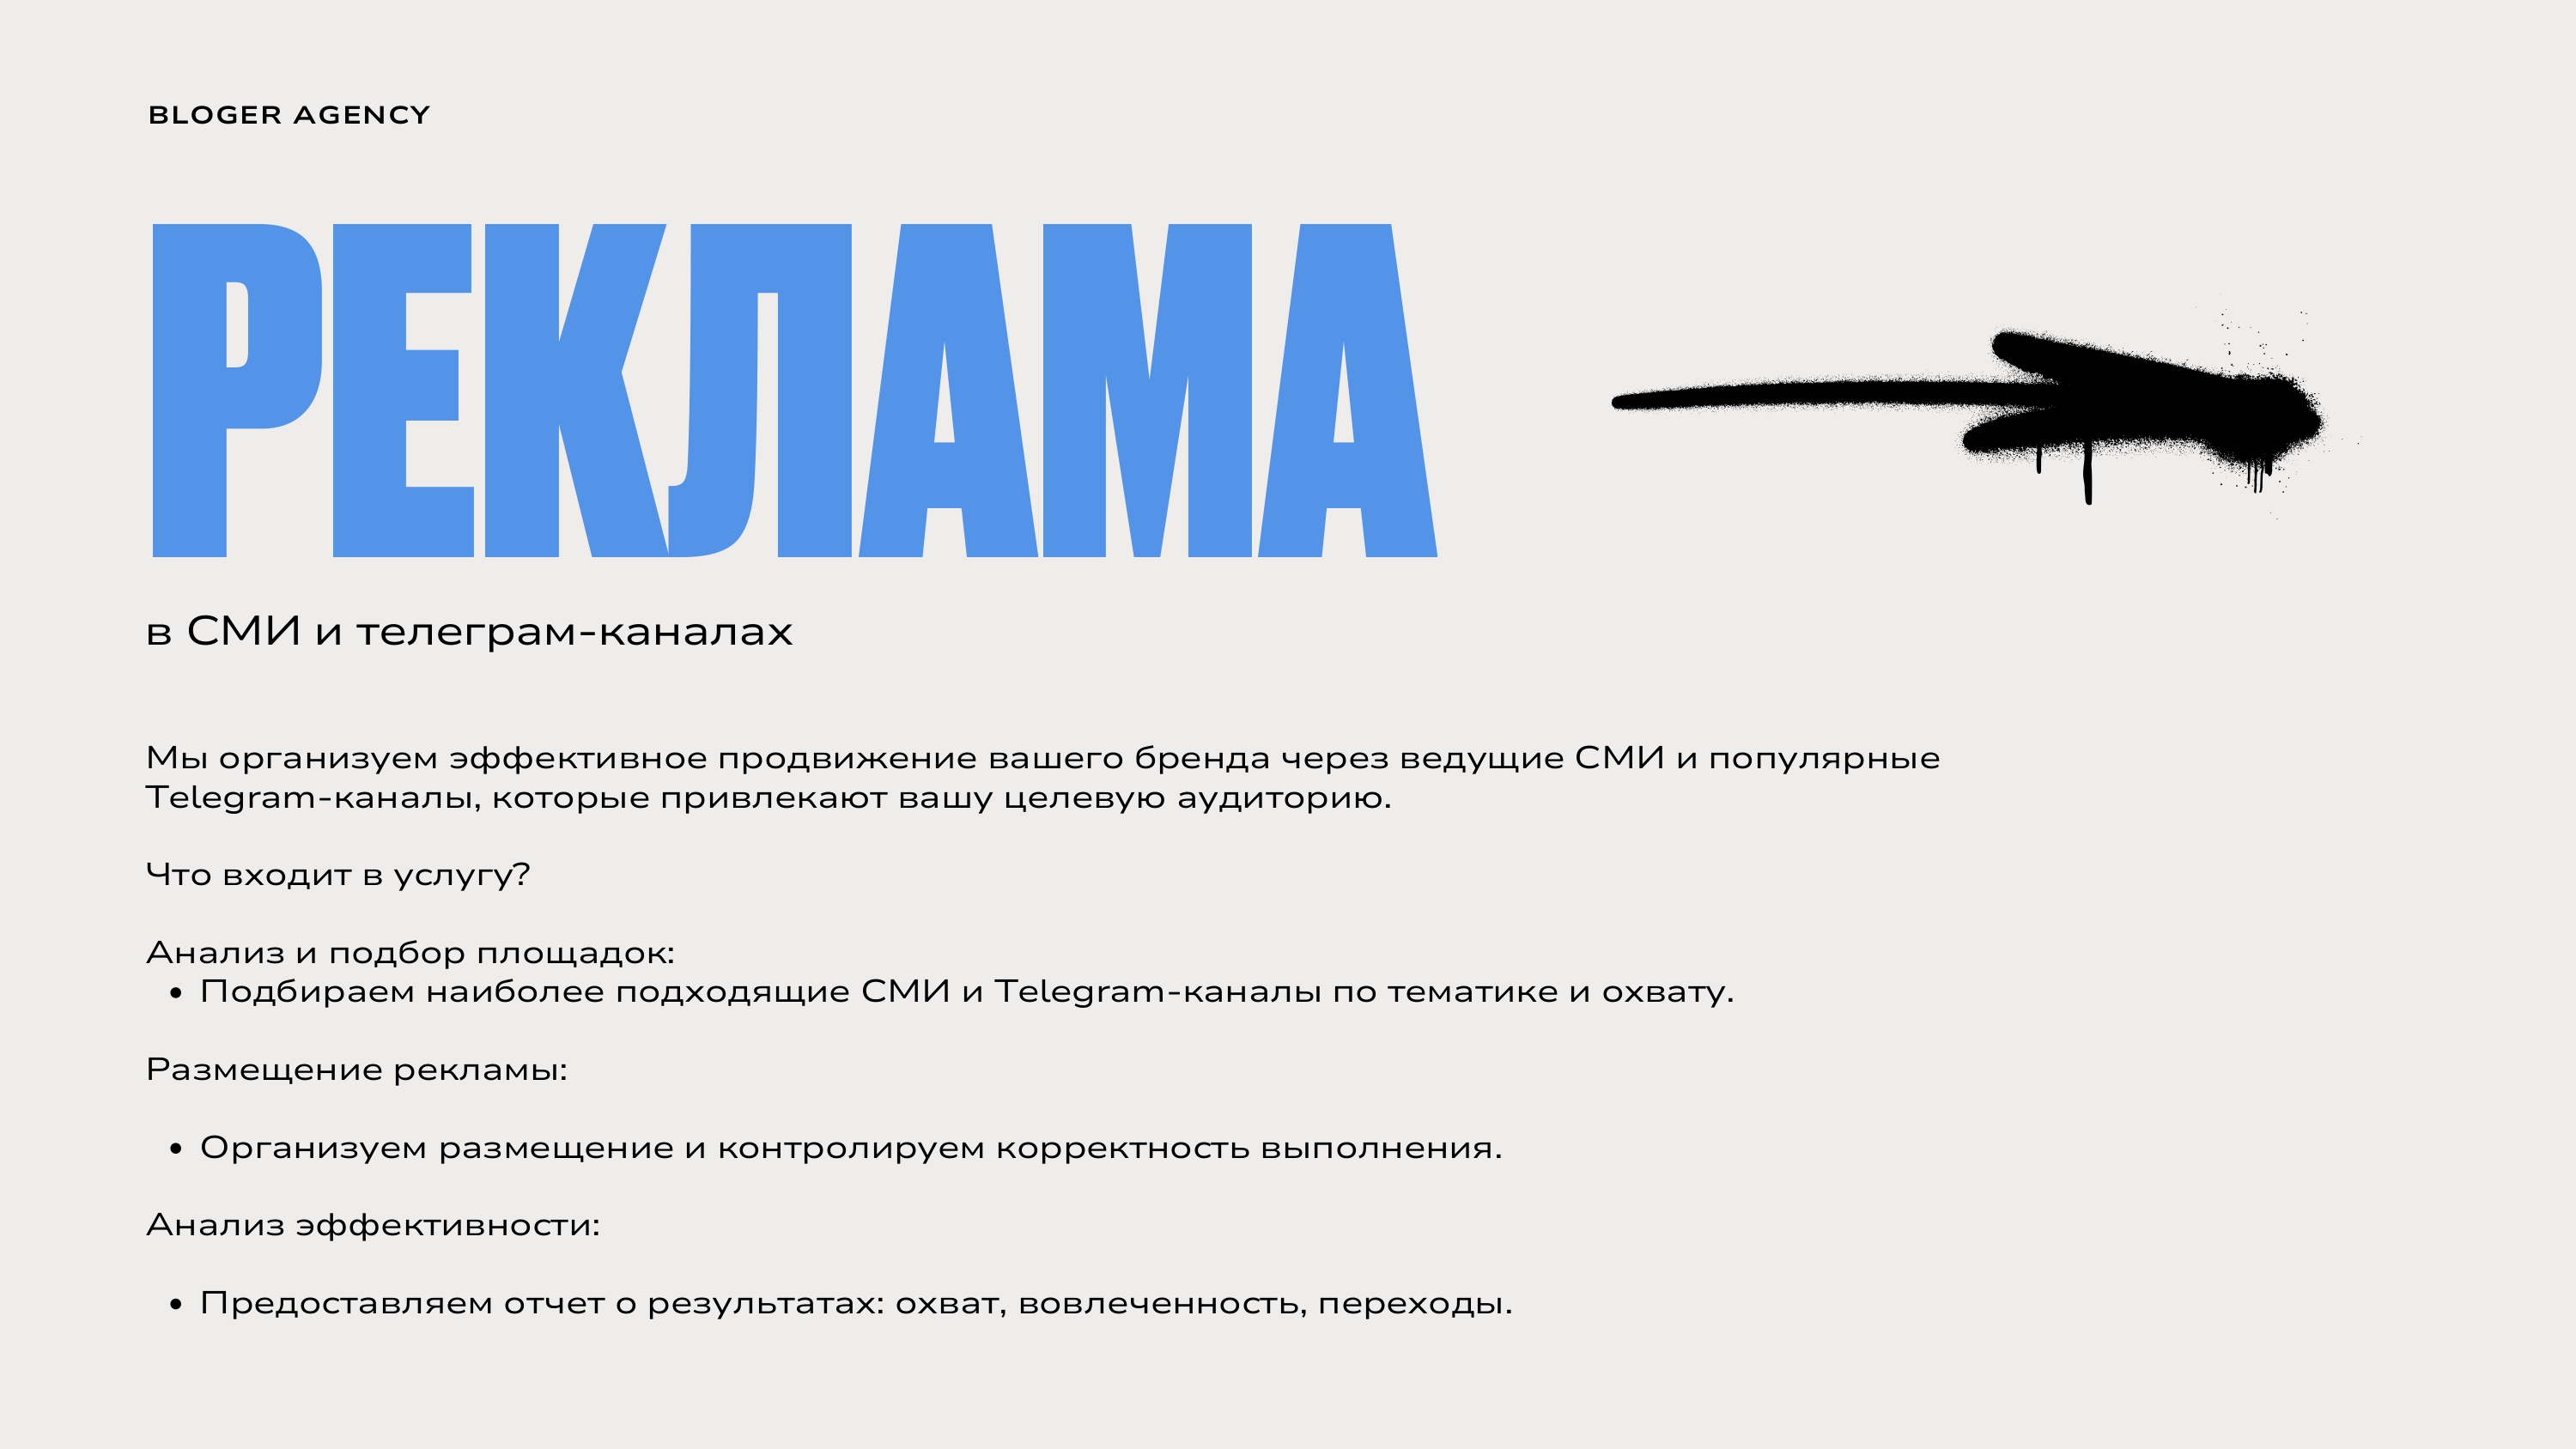 BLOGER AGENCY
РЕКЛАМА
в СМИ и телеграм-каналах
Мы организуем эффективное продвижение вашего бренда через ведущие СМИ и популярные
Telegram-каналы, которые привлекают вашу целевую аудиторию.
Что входит в услугу?
Анализ и подбор площадок:
• Подбираем наиболее подходящие СМИ и Telegram-каналы по тематике и охвату.
Размещение рекламы:
• Организуем размещение и контролируем корректность выполнения.
Анализ эффективности:
• Предоставляем отчет о результатах: охват, вовлеченность, переходы.